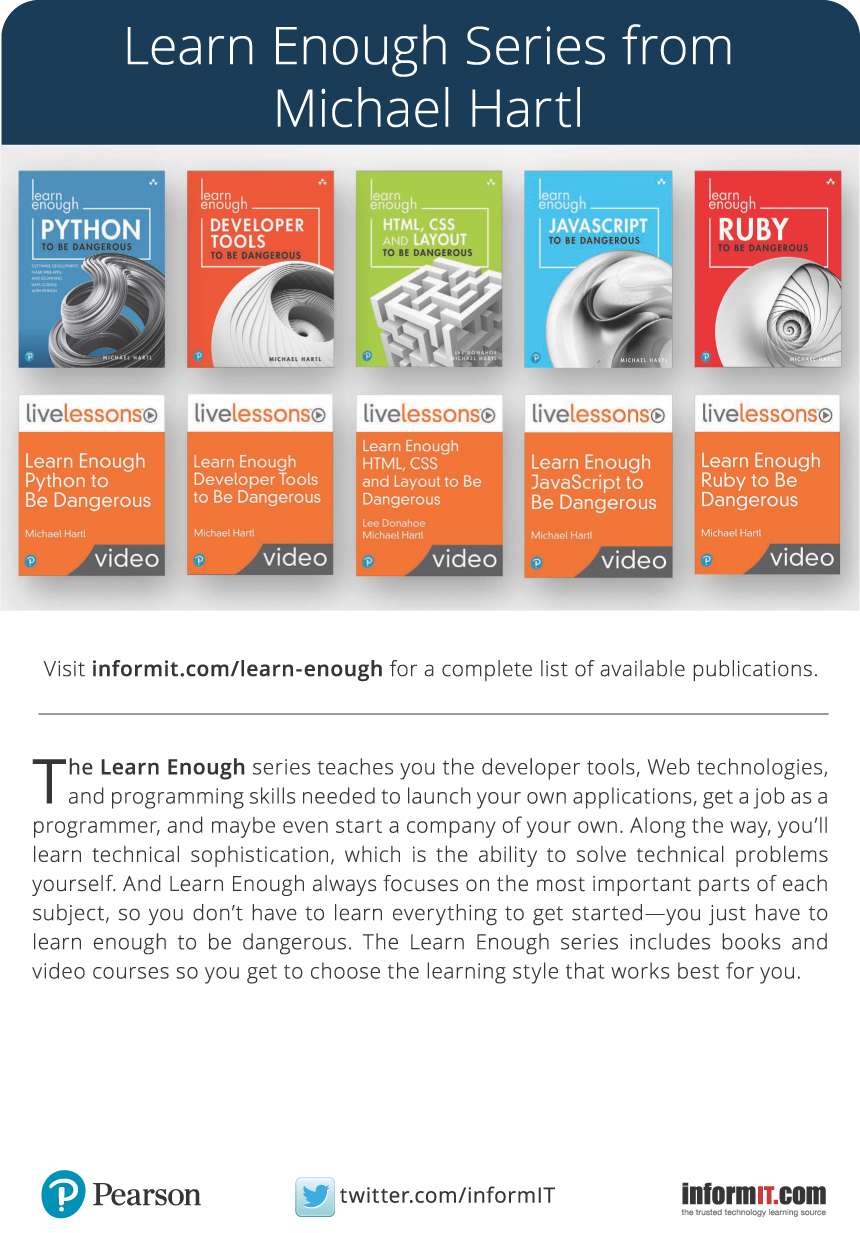 Learn Enough Series from
Michael Hartl
learn
enough
PYTHON
TO BE DANGEROUS
SOFTWARE DEVELOPMENT,
FLASK WEB APPS,
AND BEGINNING
DATA SCIENCE
WITH PYTHON
MICHAEL HARTL
learn
enough
DEVELOPER
TOOLS
TO BE DANGEROUS
MICHAEL HARTL
learn
enough
HTML, CSS
AND LAYOUT
TO BE DANGEROUS
LEE DONAHOE
MICHAEL HARTL
learn
enough
JAVASCRIPT
TO BE DANGEROUS
MICHAEL HARTL
learn
enough
RUBY
TO BE DANGEROUS
MICHAEL HARTL
livelessons
Learn Enough
Python to
Be Dangerous
Michael Hartl
video
livelessons
Learn Enough
Developer Tools
to Be Dangerous
Michael Hartl
video
livelessons
Learn Enough
HTML, CSS
and Layout to Be
Dangerous
Lee Donahoe
Michael Hartl
video
livelessons
Learn Enough
JavaScript to
Be Dangerous
Michael Hartl
video
livelessons
Learn Enough
Ruby to Be
Dangerous
Michael Hartl
video
Visit informit.com/learn-enough for a complete list of available publications.
The Learn Enough series teaches you the developer tools, Web technologies,
and programming skills needed to launch your own applications, get a job as a
programmer, and maybe even start a company of your own. Along the way, you’ll
learn technical sophistication, which is the ability to solve technical problems
yourself. And Learn Enough always focuses on the most important parts of each
subject, so you don’t have to learn everything to get started—you just have to
learn enough to be dangerous. The Learn Enough series includes books and
video courses so you get to choose the learning style that works best for you.
Pearson
twitter.com/informIT
informIT.com
the trusted technology learning source